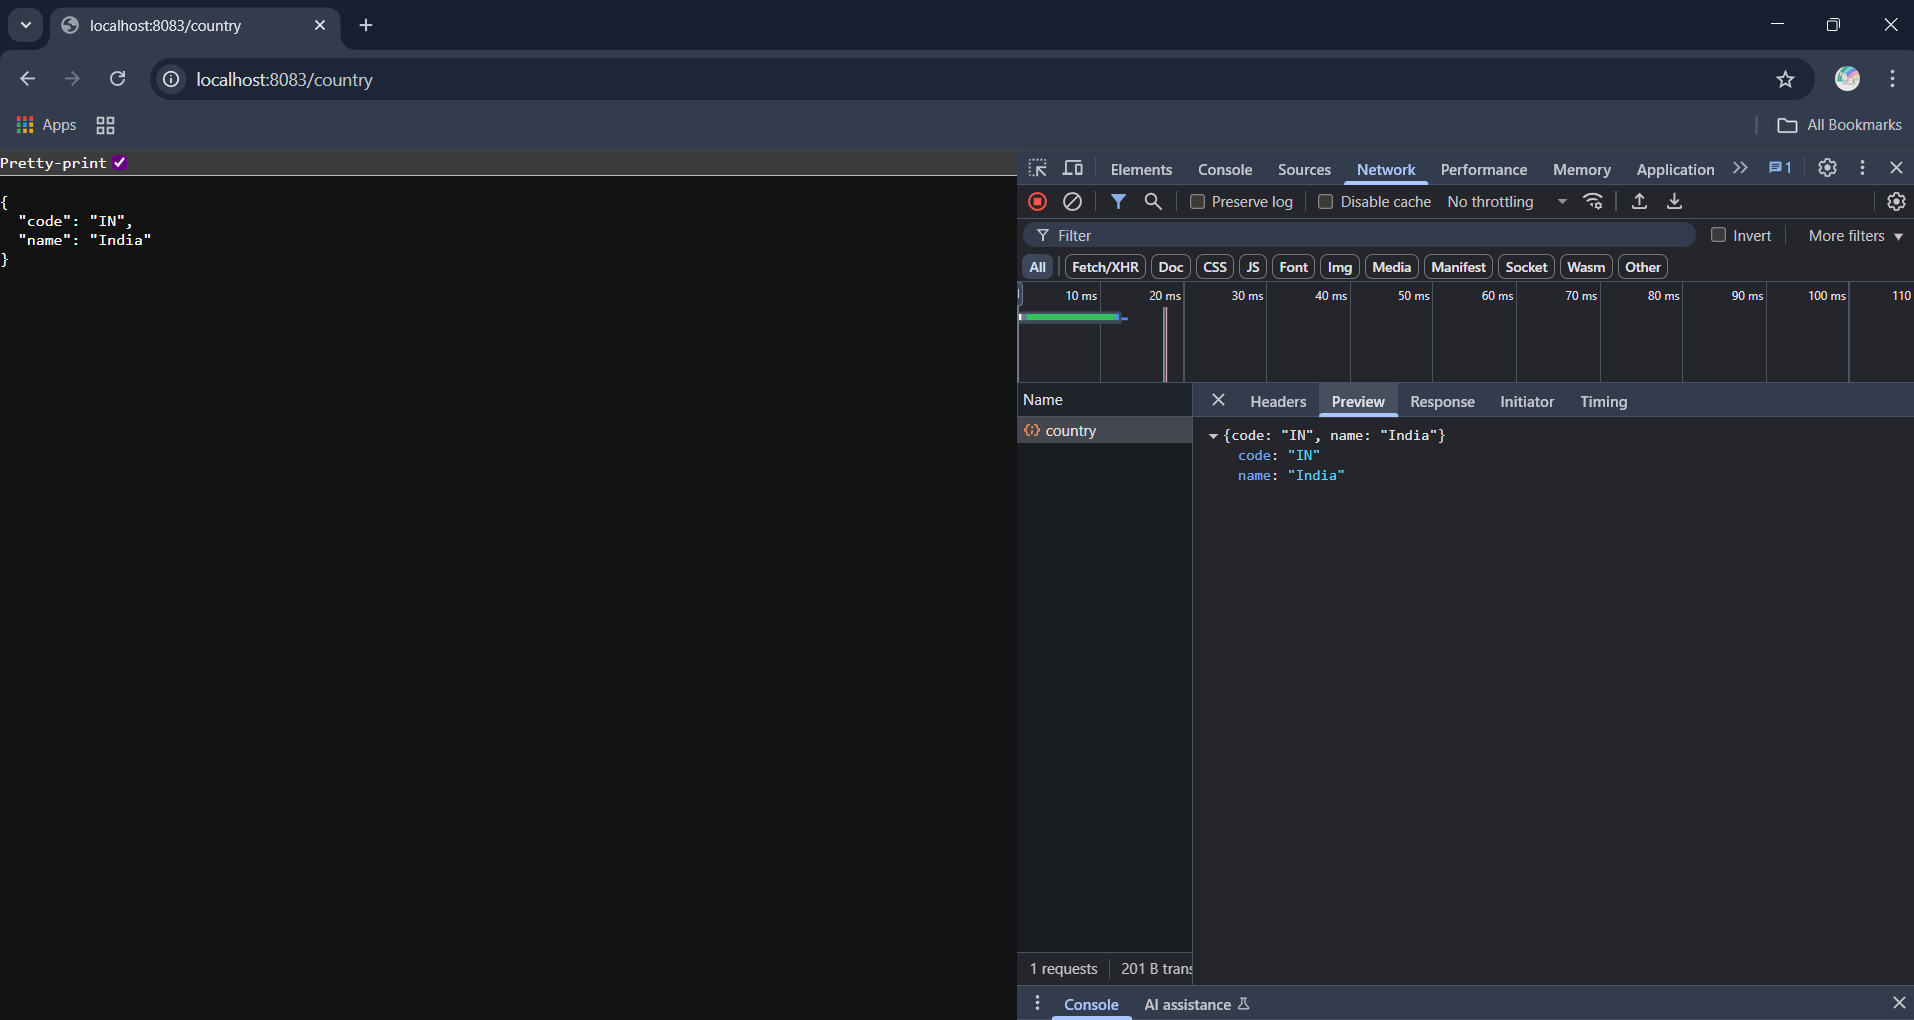 localhost:8083/country
localhost:8083/country
Apps
All Bookmarks
Pretty-print
{
  "code": "IN",
  "name": "India"
}
Elements Console Sources Network Performance Memory Application 1
Preserve log Disable cache No throttling
Filter Invert More filters
All Fetch/XHR Doc CSS JS Font Img Media Manifest Socket Wasm Other
10 ms 20 ms 30 ms 40 ms 50 ms 60 ms 70 ms 80 ms 90 ms 100 ms 110
Name
country
Headers Preview Response Initiator Timing
{code: "IN", name: "India"}
code: "IN"
name: "India"
1 requests 201 B trans
Console AI assistance